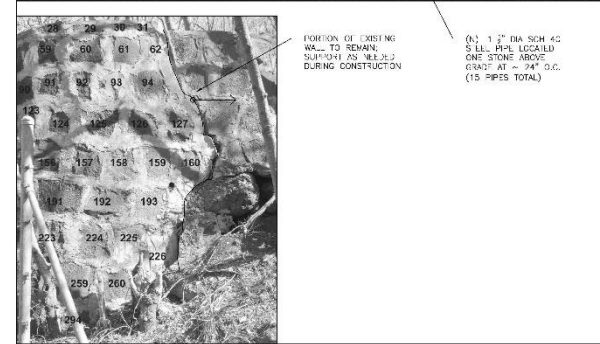 28 29 30 31
59 60 61 62
90 91 92 93 94
123
124 125 126 127
156 157 158 159 160
191 192 193
223 224 225
226
259 260
294
PORTION OF EXISTING
WALL TO REMAIN;
SUPPORT AS NEEDED
DURING CONSTRUCTION
(N) 1 ½" DIA SCH 40
STEEL PIPE LOCATED
ONE STONE ABOVE
GRADE AT ~ 24" O.C.
(15 PIPES TOTAL)